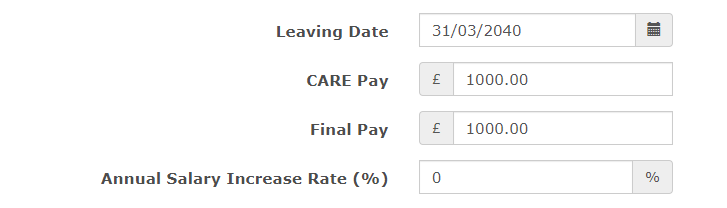 Leaving Date 31/03/2040
CARE Pay £ 1000.00
Final Pay £ 1000.00
Annual Salary Increase Rate (%) 0 %